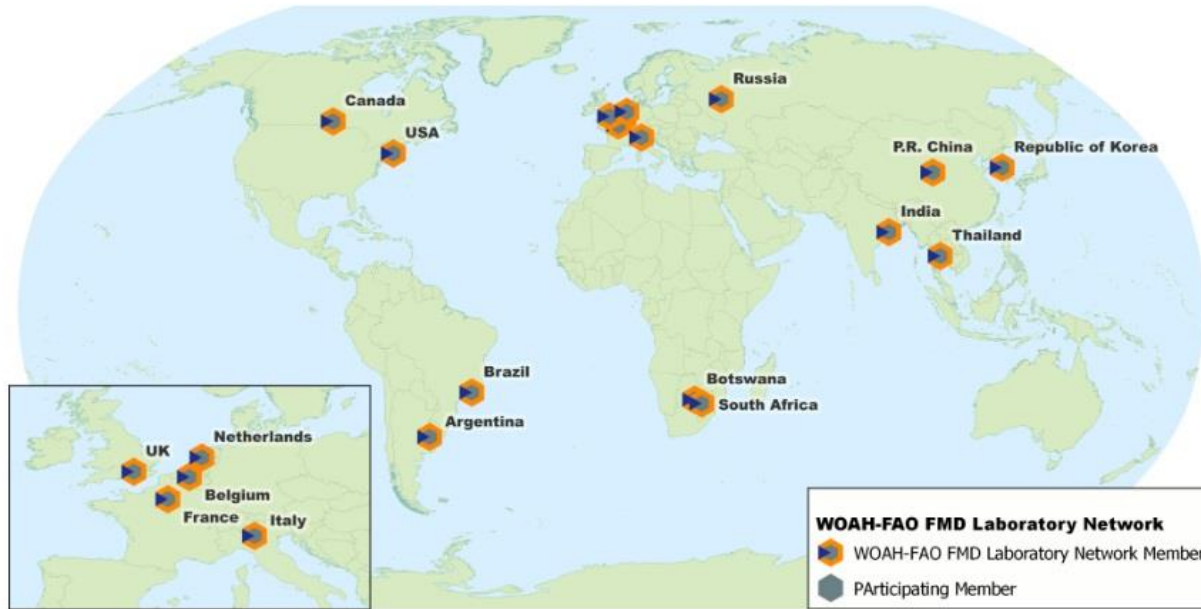 Russia
Canada
USA
P.R. China
Republic of Korea
India
Thailand
Brazil
Botswana
South Africa
Argentina
Netherlands
UK
Belgium
France
Italy
WOAH-FAO FMD Laboratory Network
WOAH-FAO FMD Laboratory Network Member
PArticipating Member